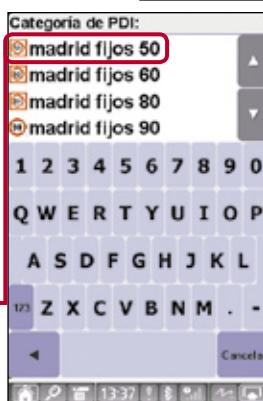 Categoría de PDI:
madrid fijos 50
madrid fijos 60
madrid fijos 80
madrid fijos 90
1 2 3 4 5 6 7 8 9 0
Q W E R T Y U I O P
A S D F G H J K L
123 Z X C V B N M . -
Cancela
13:37